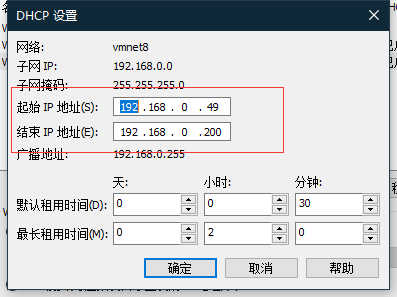 DHCP 设置
网络: vmnet8
子网 IP: 192.168.0.0
子网掩码: 255.255.255.0
起始 IP 地址(S): 192 . 168 . 0 . 49
结束 IP 地址(E): 192 . 168 . 0 . 200
广播地址: 192.168.0.255
天: 小时: 分钟:
默认租用时间(D): 0 0 30
最长租用时间(M): 0 2 0
确定 取消 帮助